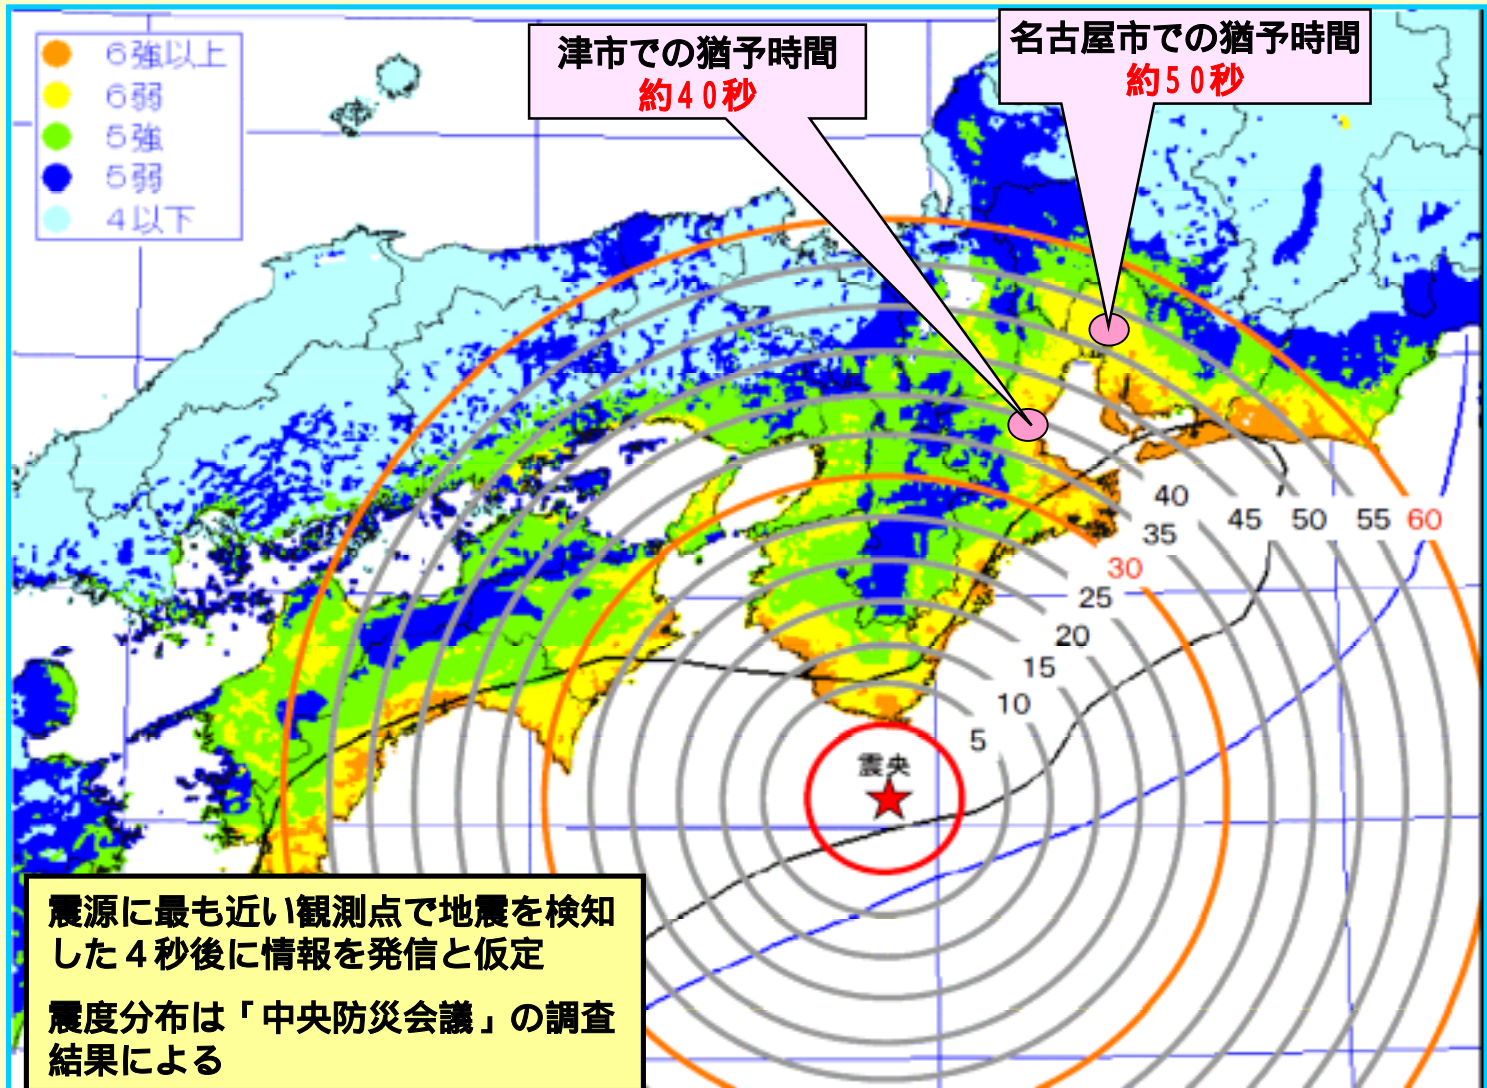 6強以上
6弱
5強
5弱
4以下
津市での猶予時間
約40秒
名古屋市での猶予時間
約50秒
40
45
50
55
60
35
30
25
20
15
10
5
震央
震源に最も近い観測点で地震を検知
した4秒後に情報を発信と仮定
震度分布は「中央防災会議」の調査
結果による